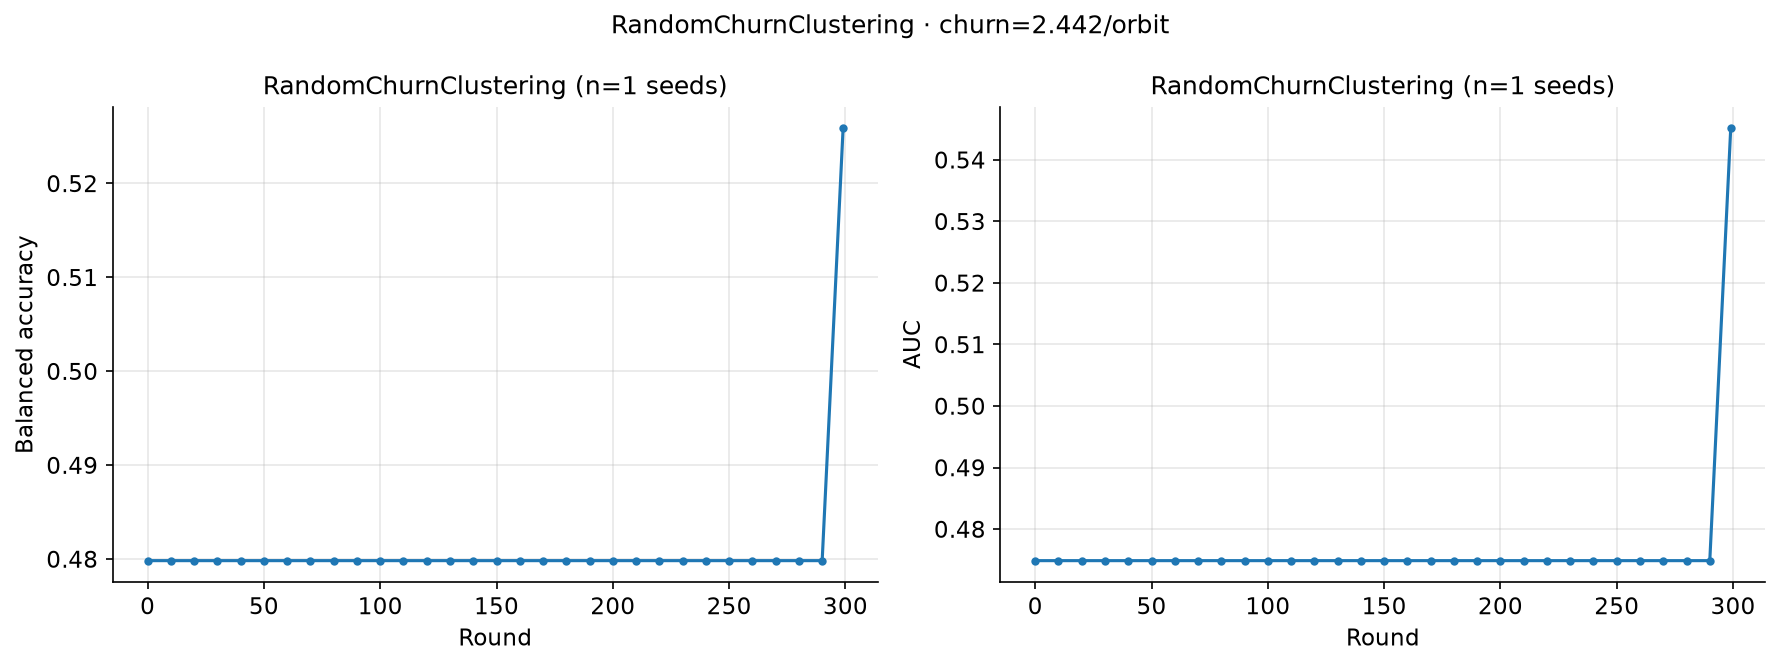 RandomChurnClustering · churn=2.442/orbit
RandomChurnClustering (n=1 seeds)
Balanced accuracy
0.52
0.51
0.50
0.49
0.48
0 50 100 150 200 250 300
Round
RandomChurnClustering (n=1 seeds)
AUC
0.54
0.53
0.52
0.51
0.50
0.49
0.48
0 50 100 150 200 250 300
Round